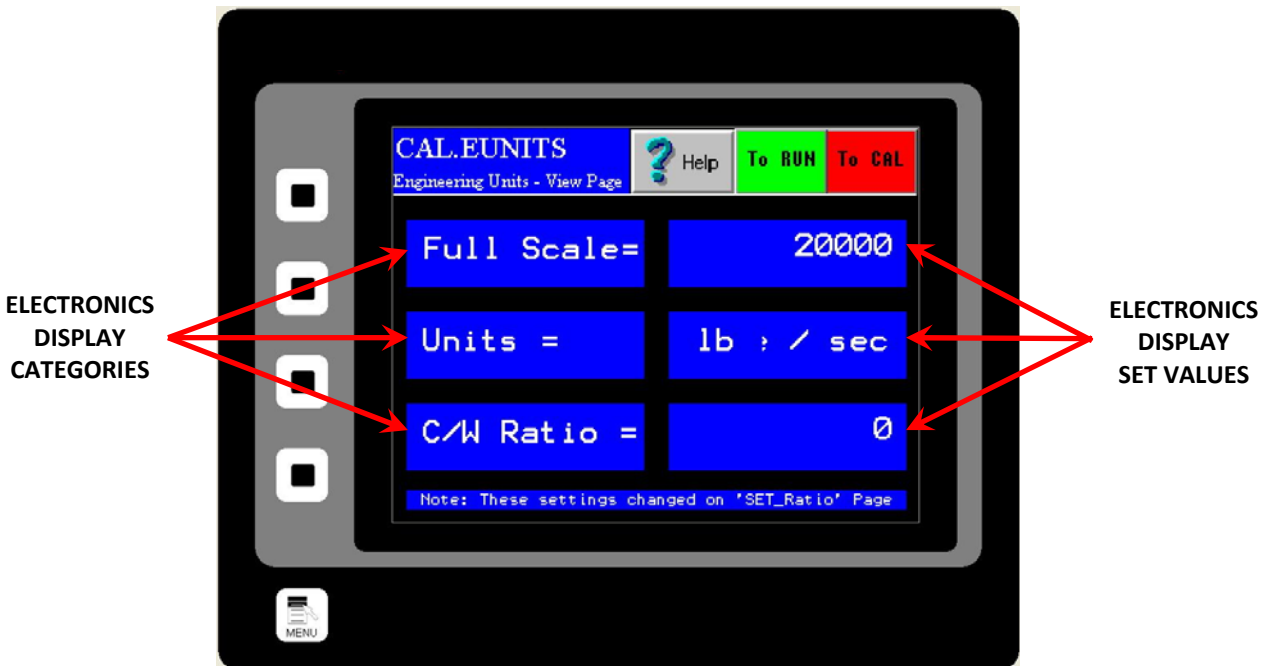 CAL.EUNITS
Engineering Units - View Page
? Help
To RUN
To CAL
Full Scale=
20000
Units =
lb › / sec
C/W Ratio =
0
Note: These settings changed on 'SET_Ratio' Page
ELECTRONICS
DISPLAY
CATEGORIES
ELECTRONICS
DISPLAY
SET VALUES
MENU